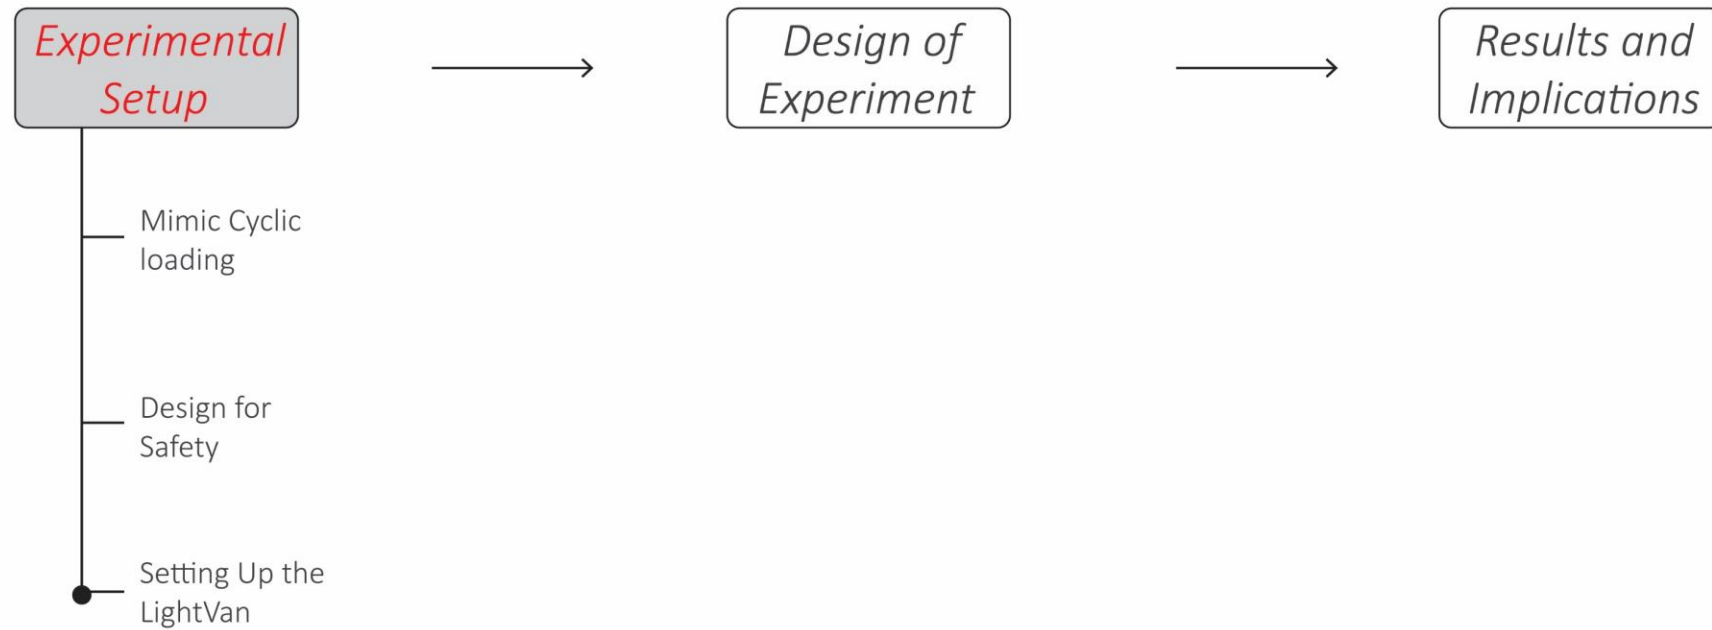 Experimental
Setup
Design of
Experiment
Results and
Implications
Mimic Cyclic
loading
Design for
Safety
Setting Up the
LightVan